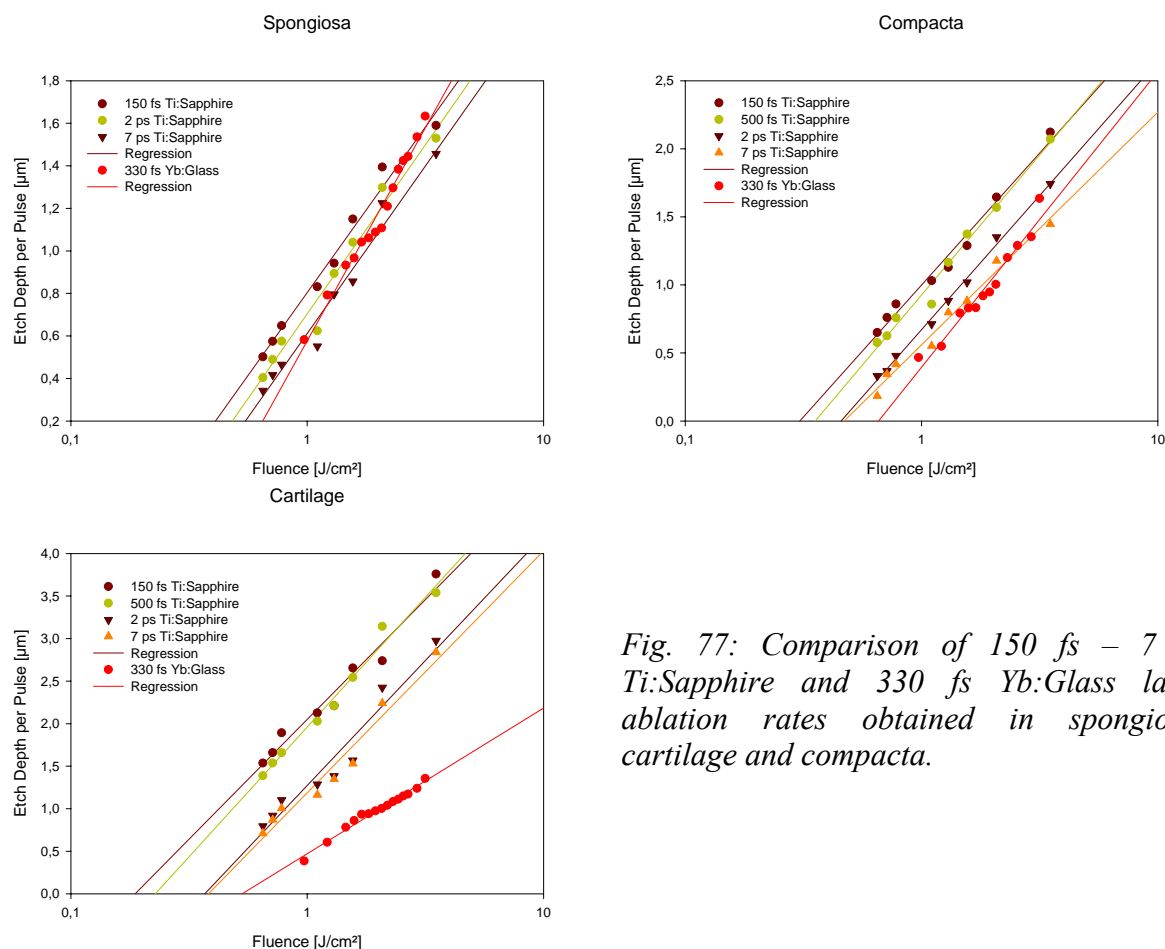 Spongiosa
1,8
1,6
1,4
1,2
1,0
0,8
0,6
0,4
0,2
Etch Depth per Pulse [µm]
150 fs Ti:Sapphire
2 ps Ti:Sapphire
7 ps Ti:Sapphire
Regression
330 fs Yb:Glass
Regression
0,1 1 10
Fluence [J/cm²]
Compacta
2,5
2,0
1,5
1,0
0,5
0,0
Etch Depth per Pulse [µm]
150 fs Ti:Sapphire
500 fs Ti:Sapphire
2 ps Ti:Sapphire
7 ps Ti:Sapphire
Regression
330 fs Yb:Glass
Regression
0,1 1 10
Fluence [J/cm²]
Cartilage
4,0
3,5
3,0
2,5
2,0
1,5
1,0
0,5
0,0
Etch Depth per Pulse [µm]
150 fs Ti:Sapphire
500 fs Ti:Sapphire
2 ps Ti:Sapphire
7 ps Ti:Sapphire
Regression
330 fs Yb:Glass
Regression
0,1 1 10
Fluence [J/cm²]
Fig. 77: Comparison of 150 fs – 7
Ti:Sapphire and 330 fs Yb:Glass la
ablation rates obtained in spongio
cartilage and compacta.